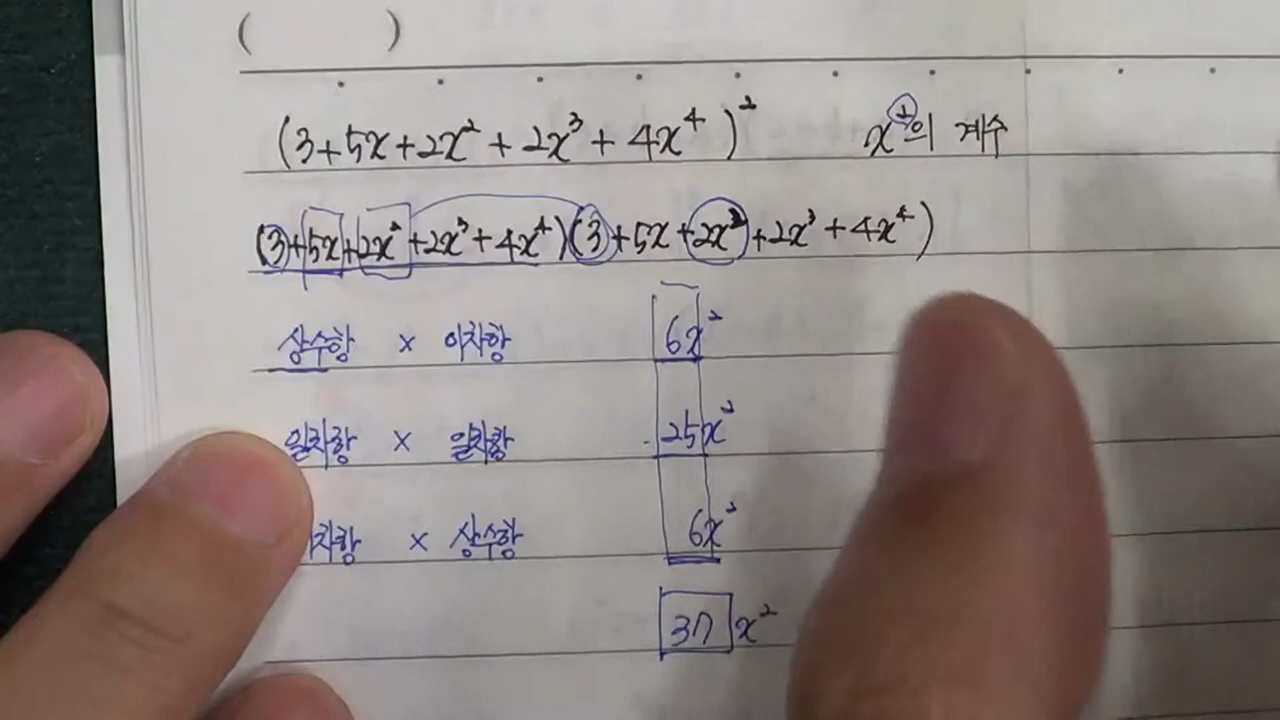 ( )
(3+5x+2x²+2x³+4x⁴)² x²의 계수
(3+5x+2x²+2x³+4x⁴)(3+5x+2x²+2x³+4x⁴)
상수항 × 이차항 6x²
일차항 × 일차항 25x²
차항 × 상수항 6x²
37 x²